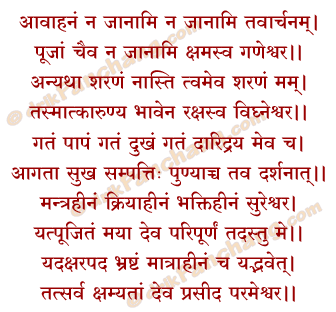 आवाहनं न जानामि न जानामि तवार्चनम्।
पूजां चैव न जानामि क्षमस्व गणेश्वर।।
अन्यथा शरणं नास्ति त्वमेव शरणं मम्।
तस्मात्कारुण्य भावेन रक्षस्व विघ्नेश्वर।।
गतं पापं गतं दुखं गतं दारिद्रय मेव च।
आगता सुख सम्पत्तिः पुण्याच्च तव दर्शनात्।।
मन्त्रहीनं क्रियाहीनं भक्तिहीनं सुरेश्वर।
यत्पूजितं मया देव परिपूर्णं तदस्तु मे।।
यदक्षरपद भ्रष्टं मात्राहीनं च यद्भवेत्।
तत्सर्व क्षम्यतां देव प्रसीद परमेश्वर।।